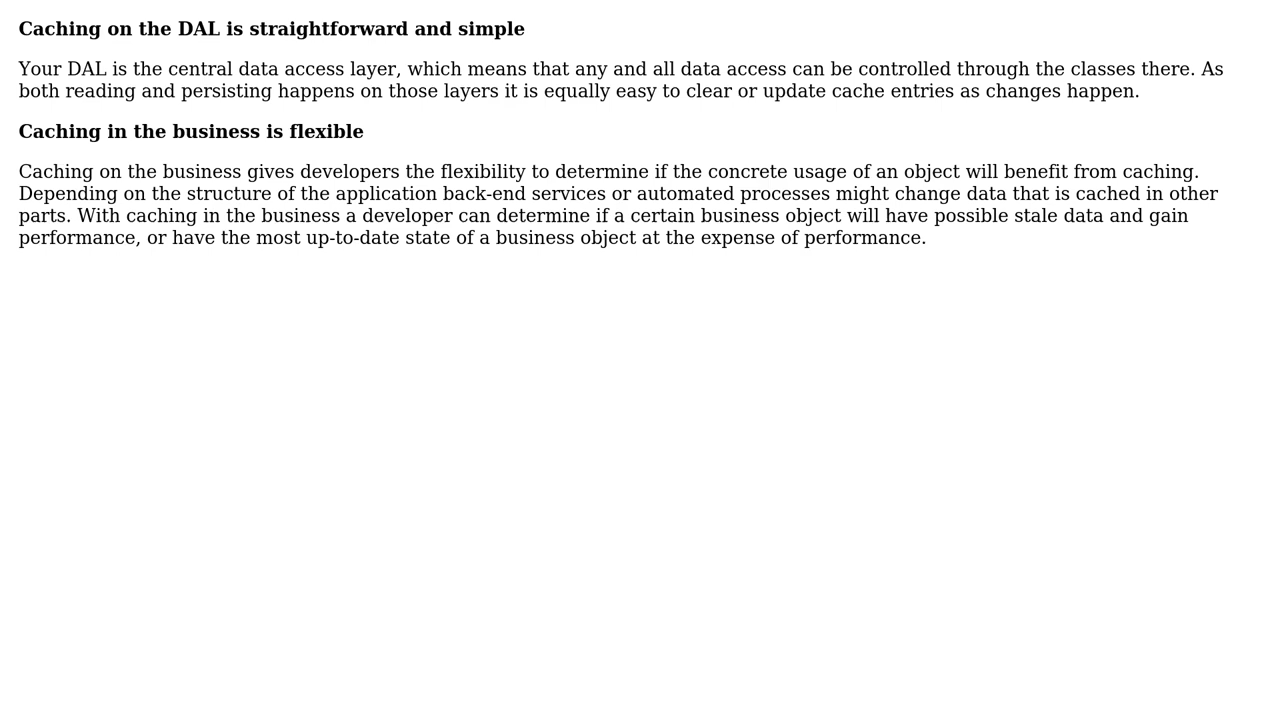 Caching on the DAL is straightforward and simple
Your DAL is the central data access layer, which means that any and all data access can be controlled through the classes there. As
both reading and persisting happens on those layers it is equally easy to clear or update cache entries as changes happen.
Caching in the business is flexible
Caching on the business gives developers the flexibility to determine if the concrete usage of an object will benefit from caching.
Depending on the structure of the application back-end services or automated processes might change data that is cached in other
parts. With caching in the business a developer can determine if a certain business object will have possible stale data and gain
performance, or have the most up-to-date state of a business object at the expense of performance.